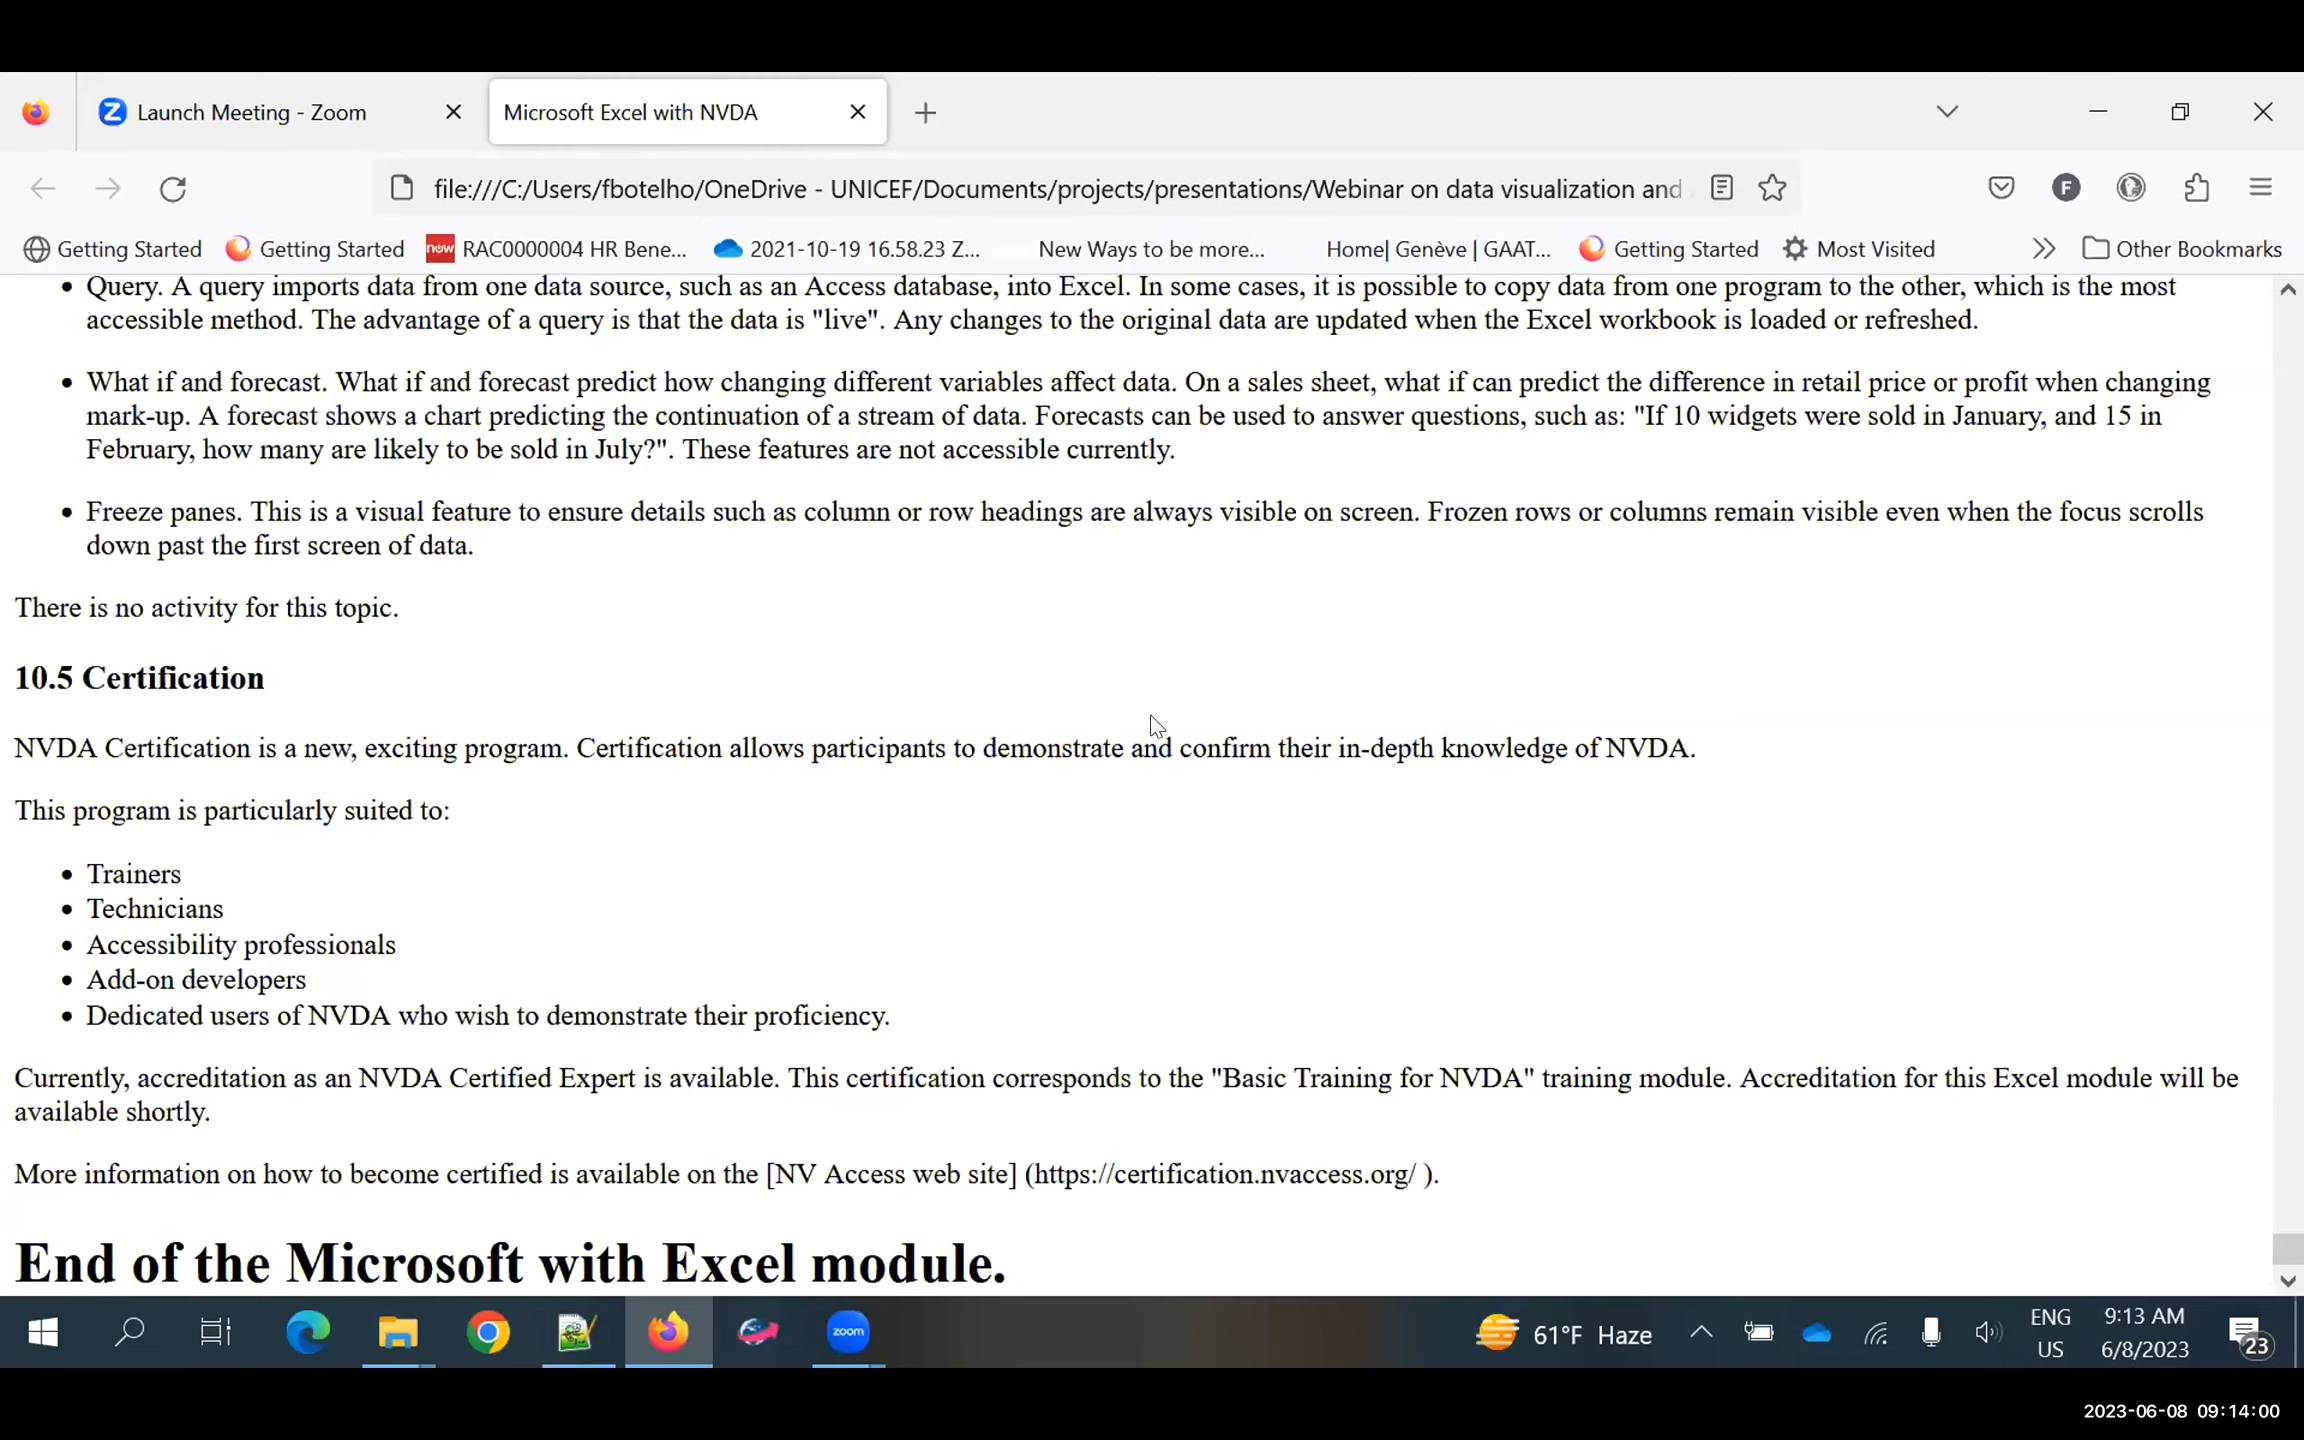 Launch Meeting - Zoom
Microsoft Excel with NVDA
file:///C:/Users/fbotelho/OneDrive - UNICEF/Documents/projects/presentations/Webinar on data visualization and
F
Getting Started
Getting Started
now
RAC0000004 HR Bene...
2021-10-19 16.58.23 Z...
New Ways to be more...
Home| Genève | GAAT...
Getting Started
Most Visited
Other Bookmarks
• Query. A query imports data from one data source, such as an Access database, into Excel. In some cases, it is possible to copy data from one program to the other, which is the most
accessible method. The advantage of a query is that the data is "live". Any changes to the original data are updated when the Excel workbook is loaded or refreshed.
• What if and forecast. What if and forecast predict how changing different variables affect data. On a sales sheet, what if can predict the difference in retail price or profit when changing
mark-up. A forecast shows a chart predicting the continuation of a stream of data. Forecasts can be used to answer questions, such as: "If 10 widgets were sold in January, and 15 in
February, how many are likely to be sold in July?". These features are not accessible currently.
• Freeze panes. This is a visual feature to ensure details such as column or row headings are always visible on screen. Frozen rows or columns remain visible even when the focus scrolls
down past the first screen of data.
There is no activity for this topic.
10.5 Certification
NVDA Certification is a new, exciting program. Certification allows participants to demonstrate and confirm their in-depth knowledge of NVDA.
This program is particularly suited to:
• Trainers
• Technicians
• Accessibility professionals
• Add-on developers
• Dedicated users of NVDA who wish to demonstrate their proficiency.
Currently, accreditation as an NVDA Certified Expert is available. This certification corresponds to the "Basic Training for NVDA" training module. Accreditation for this Excel module will be
available shortly.
More information on how to become certified is available on the [NV Access web site] (https://certification.nvaccess.org/ ).
End of the Microsoft with Excel module.
zoom
61°F Haze
ENG
US
9:13 AM
6/8/2023
23
2023-06-08 09:14:00